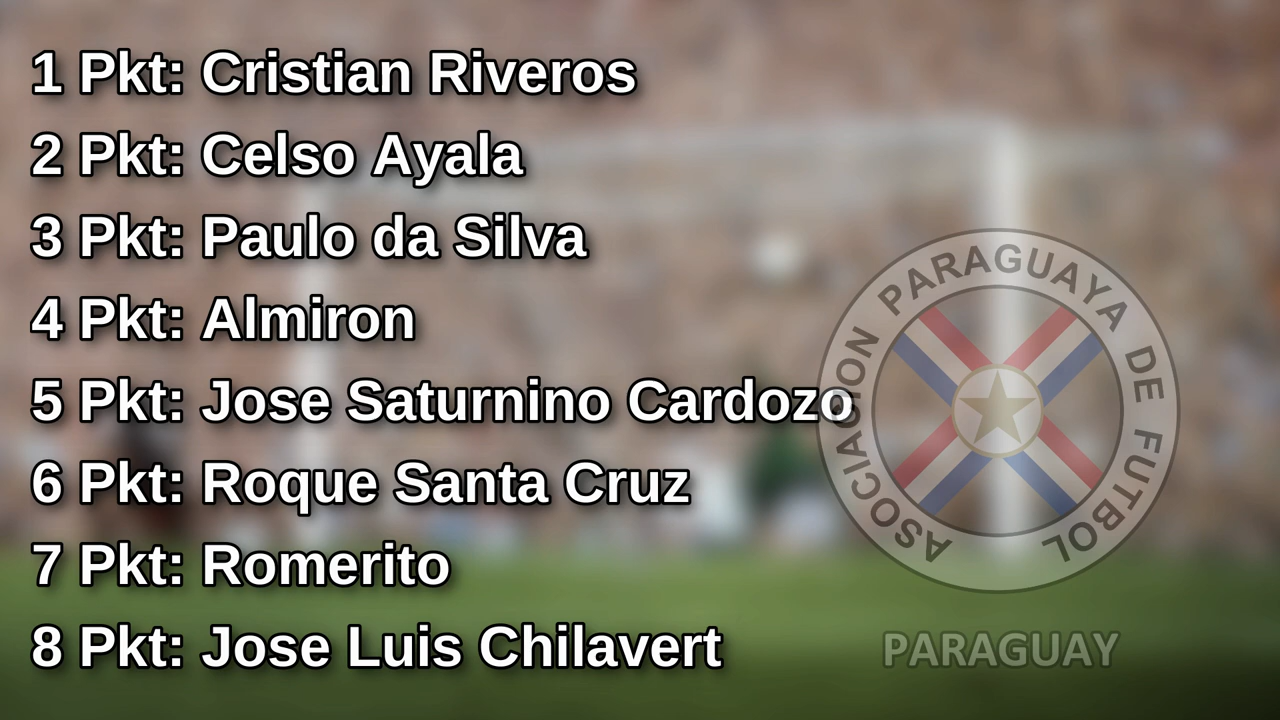 1 Pkt: Cristian Riveros
2 Pkt: Celso Ayala
3 Pkt: Paulo da Silva
4 Pkt: Almiron
5 Pkt: Jose Saturnino Cardozo
6 Pkt: Roque Santa Cruz
7 Pkt: Romerito
8 Pkt: Jose Luis Chilavert
ASOCIACION PARAGUAYA DE FUTBOL
PARAGUAY